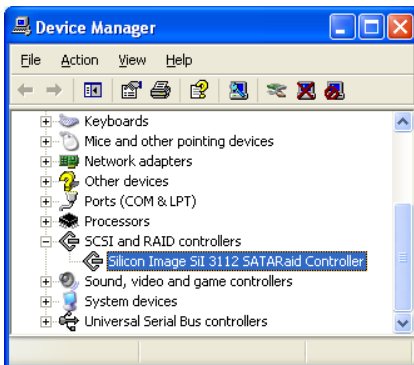 Device Manager
File Action View Help
Keyboards
Mice and other pointing devices
Network adapters
Other devices
Ports (COM & LPT)
Processors
SCSI and RAID controllers
Silicon Image SiI 3112 SATARaid Controller
Sound, video and game controllers
System devices
Universal Serial Bus controllers